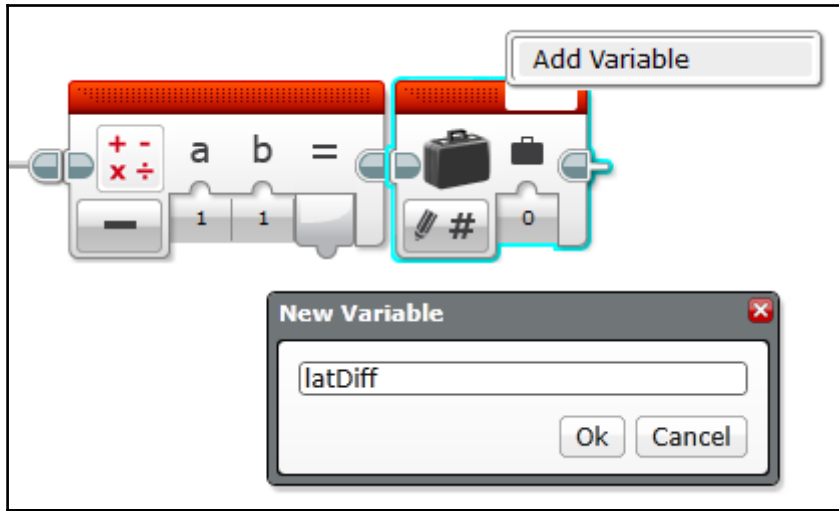 Add Variable
+ - a b =
x ÷
1 1
# 0
New Variable
latDiff
Ok Cancel